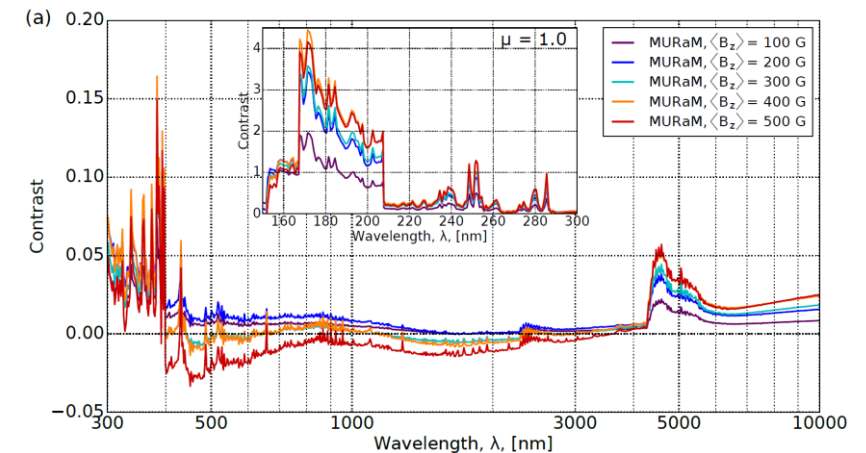 (a)
0.20
0.15
0.10
0.05
0.00
−0.05
Contrast
300
500
1000
3000
5000
10000
Wavelength, λ, [nm]
4
3
2
1
0
Contrast
160
180
200
220
240
260
280
300
Wavelength, λ, [nm]
μ = 1.0
MURaM, ⟨B_z⟩ = 100 G
MURaM, ⟨B_z⟩ = 200 G
MURaM, ⟨B_z⟩ = 300 G
MURaM, ⟨B_z⟩ = 400 G
MURaM, ⟨B_z⟩ = 500 G